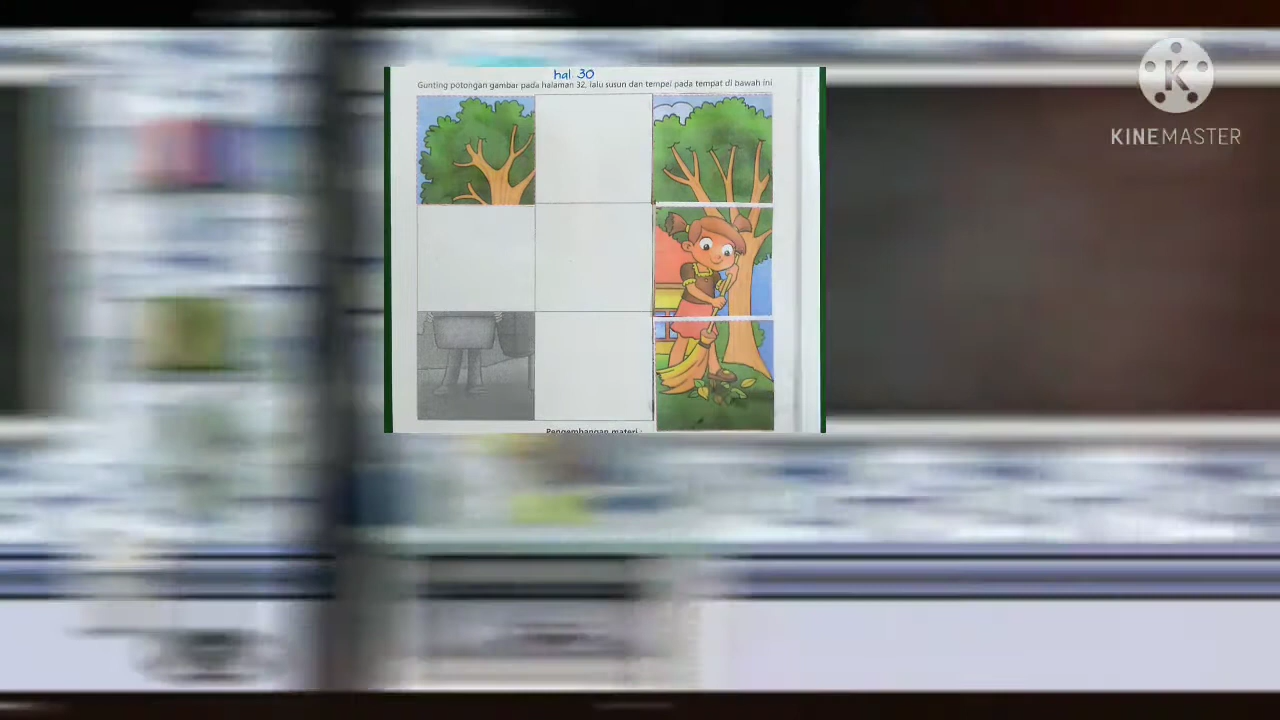 hal 30
Gunting potongan gambar pada halaman 32, lalu susun dan tempel pada tempat di bawah ini
Pengembangan materi :
K
KINEMASTER